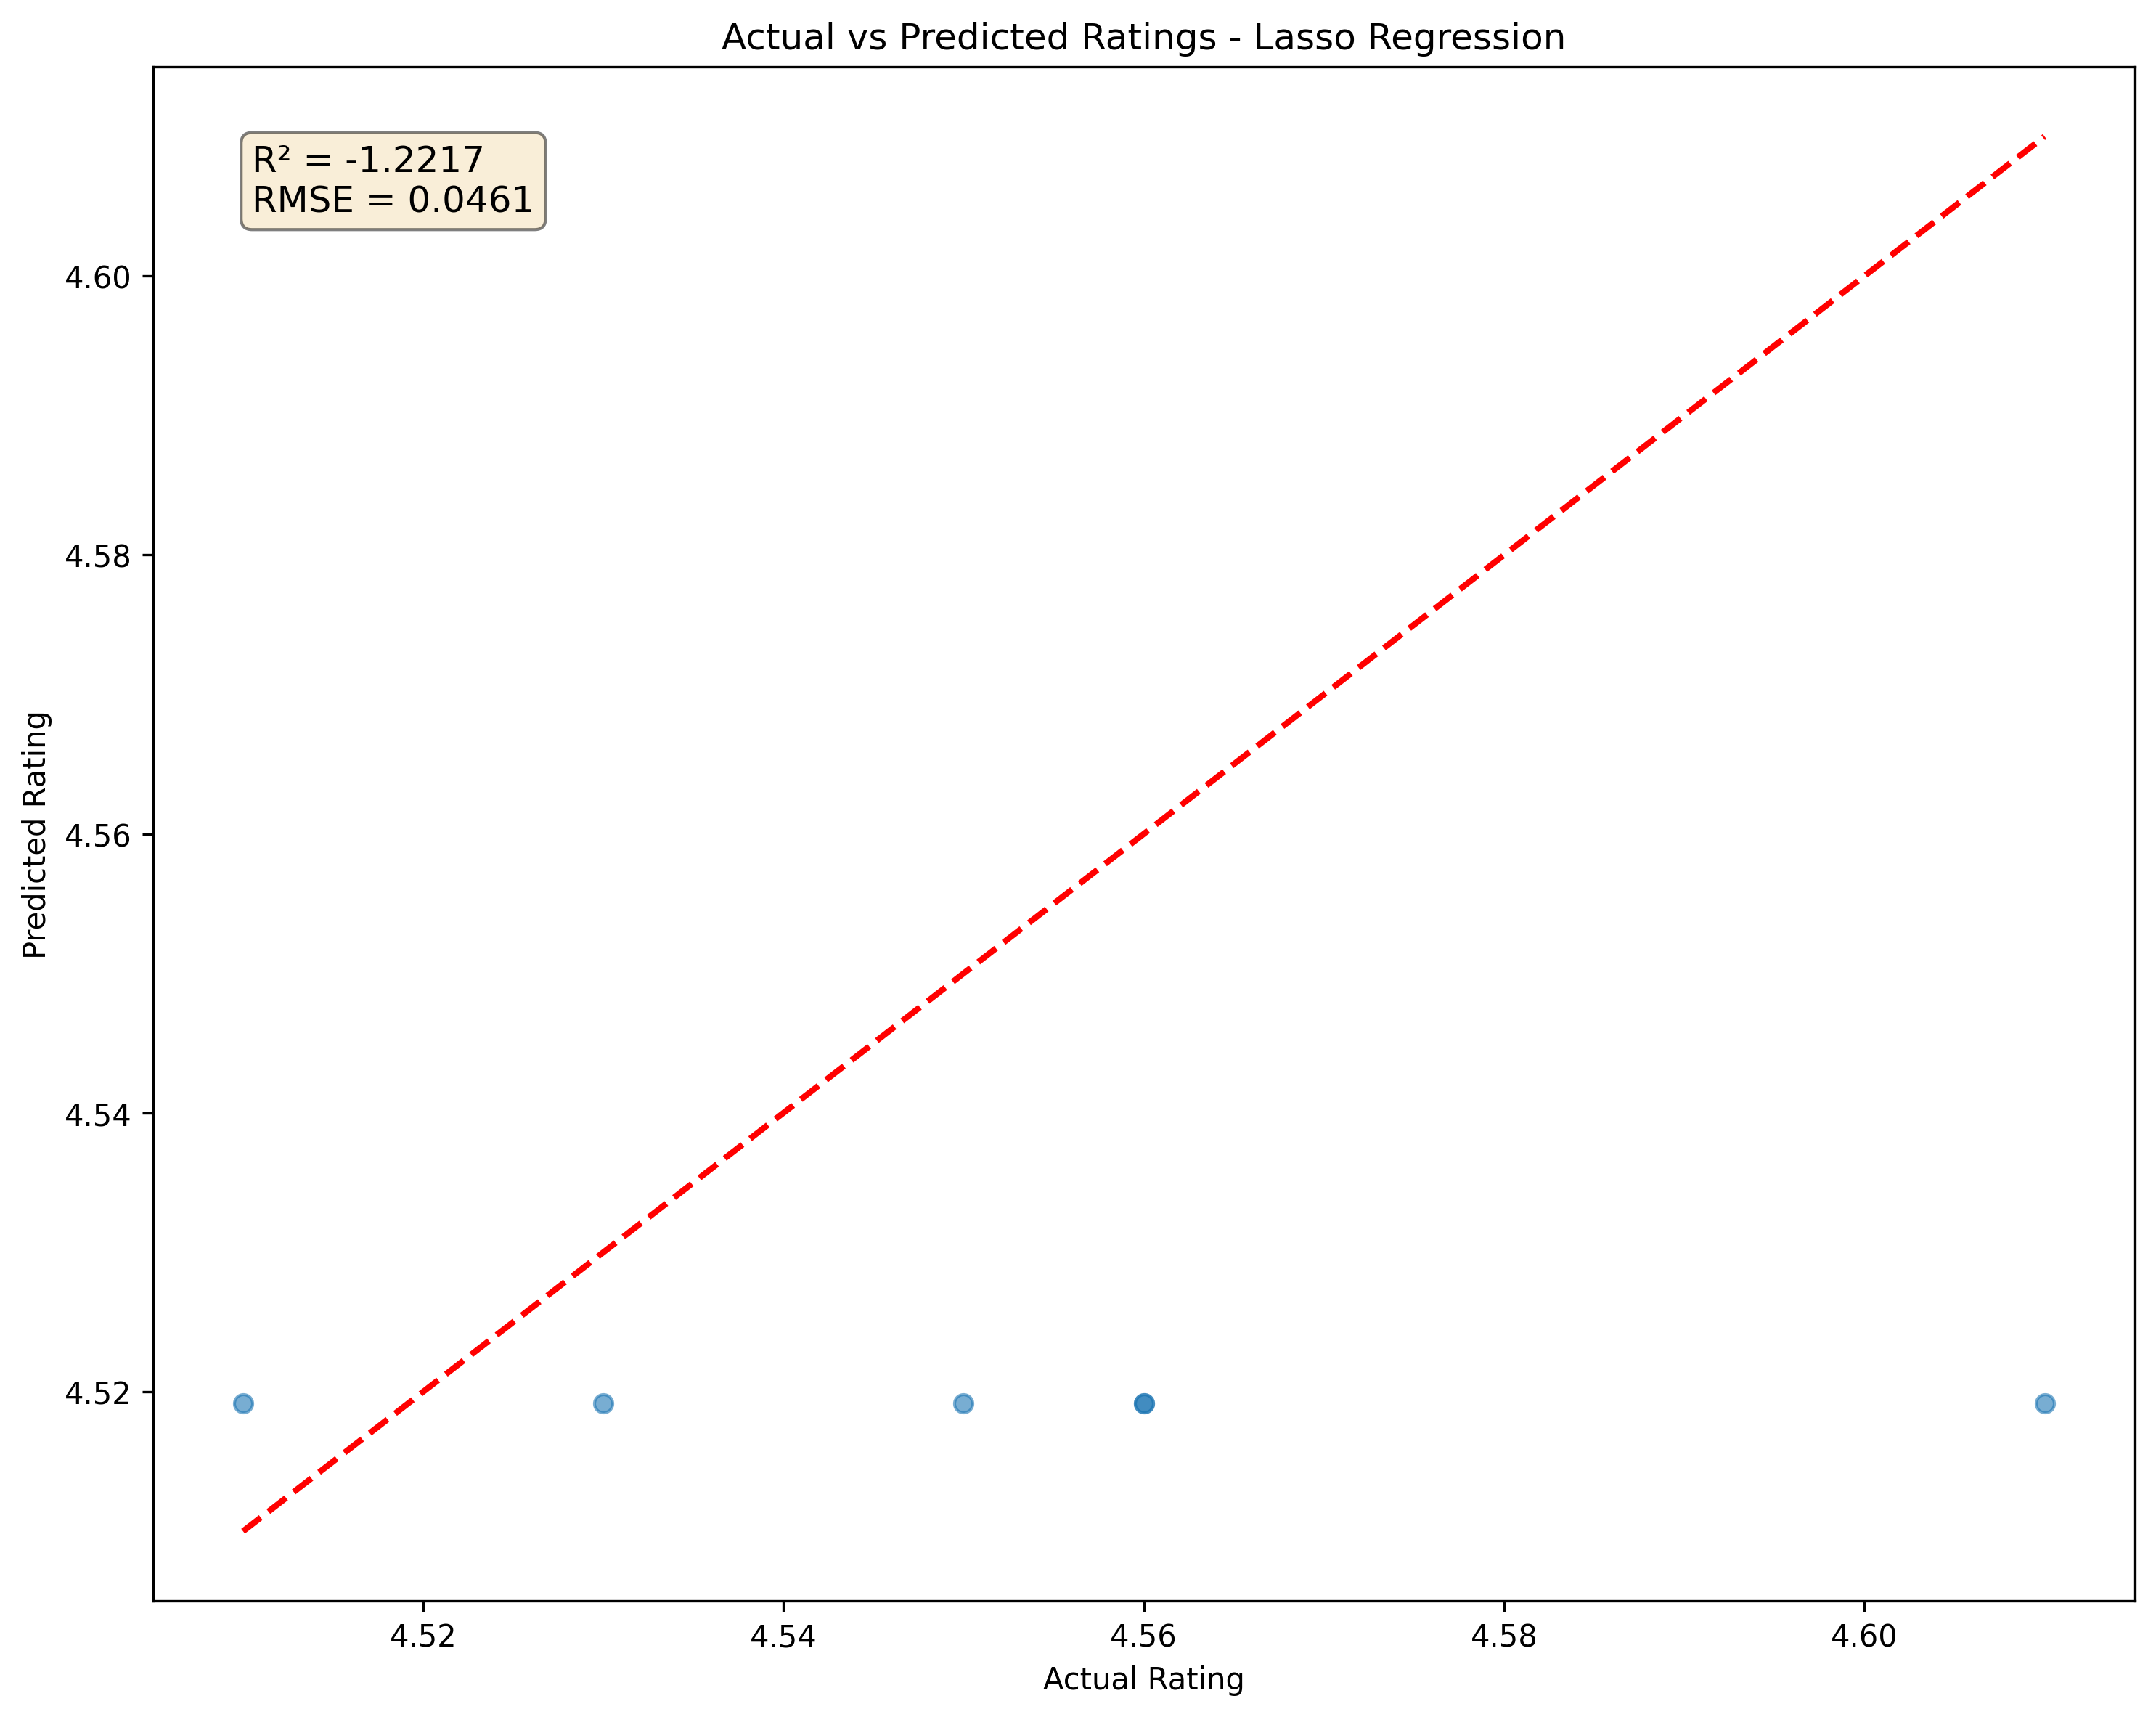 Actual vs Predicted Ratings - Lasso Regression
R² = -1.2217
RMSE = 0.0461
4.60
4.58
4.56
4.54
4.52
Predicted Rating
4.52 4.54 4.56 4.58 4.60
Actual Rating